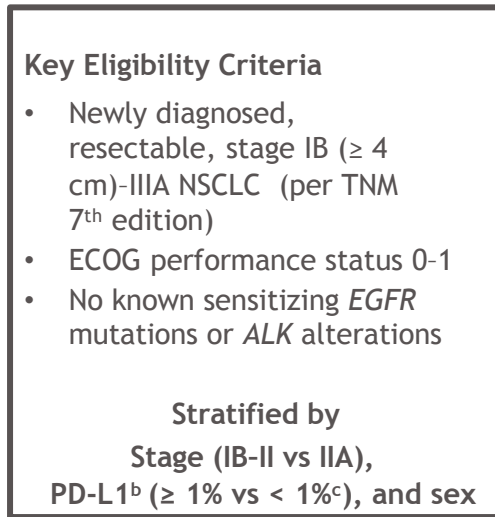 Key Eligibility Criteria
• Newly diagnosed,
resectable, stage IB (≥ 4
cm)–IIIA NSCLC (per TNM
7th edition)
• ECOG performance status 0–1
• No known sensitizing EGFR
mutations or ALK alterations
Stratified by
Stage (IB–II vs IIA),
PD-L1ᵇ (≥ 1% vs < 1%ᶜ), and sex